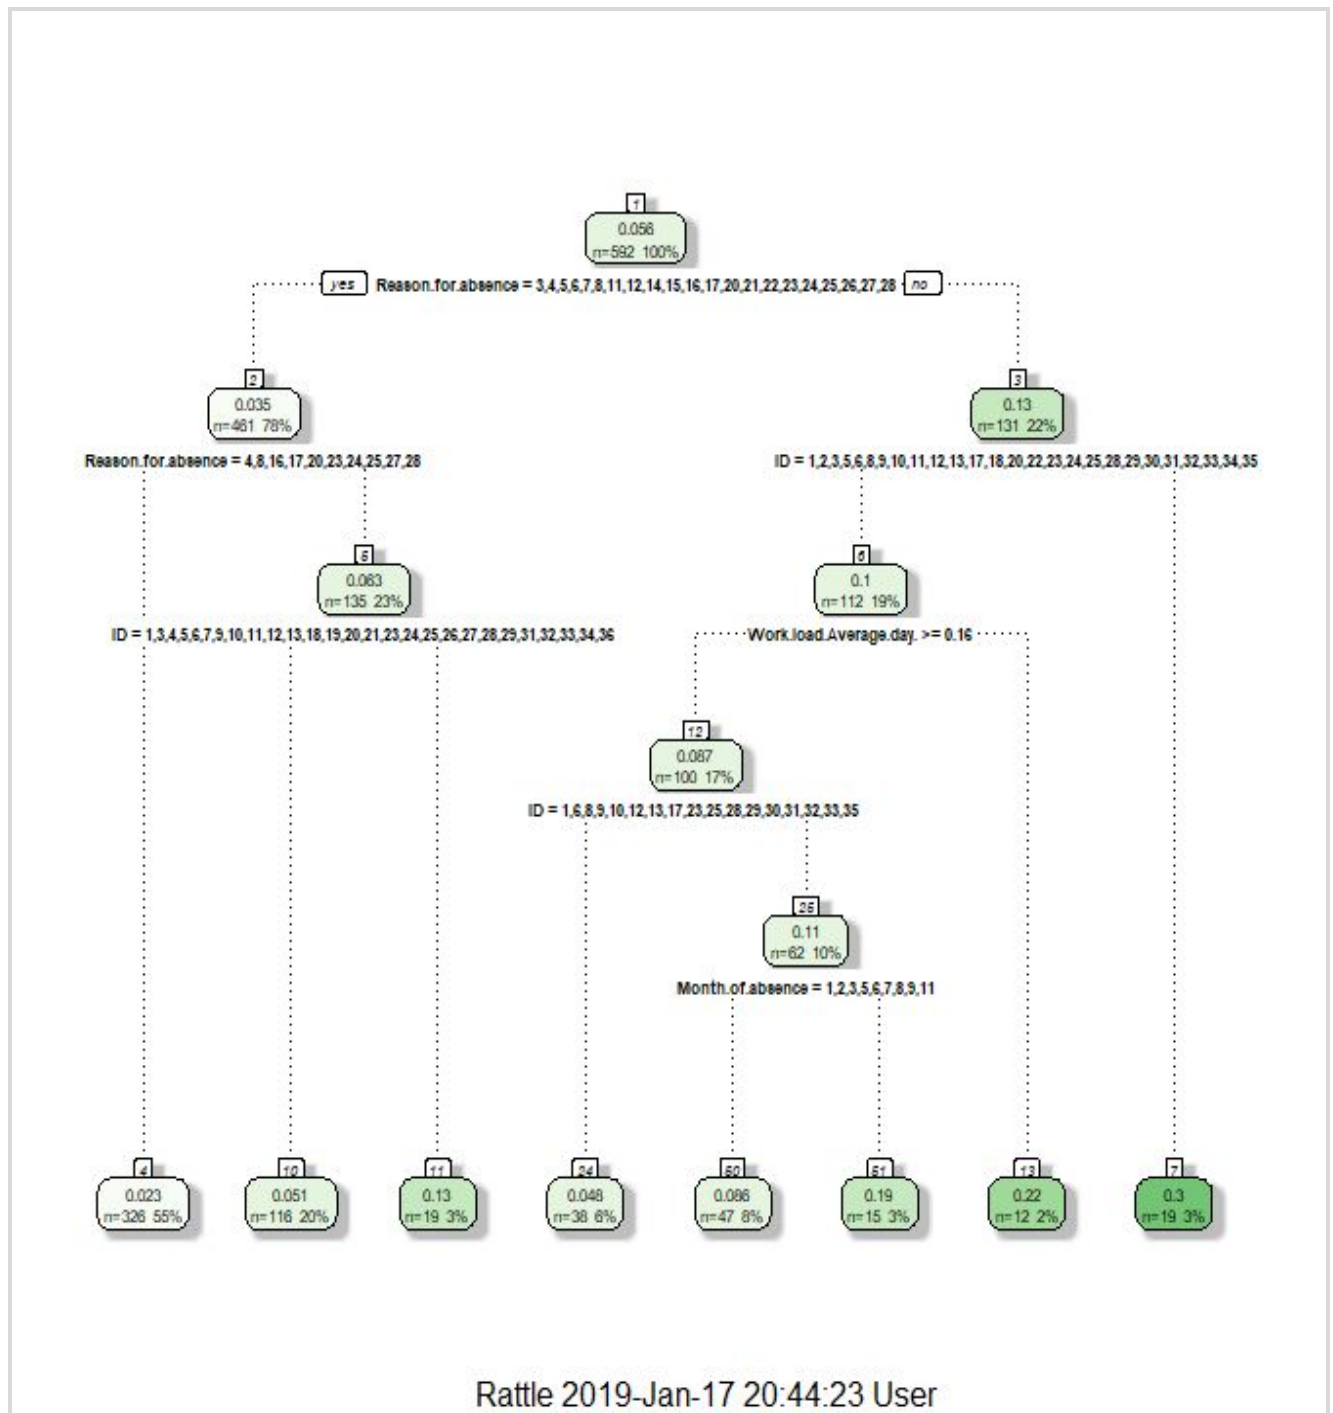 1
0.056
n=592 100%
yes Reason.for.absence = 3,4,5,6,7,8,11,12,14,15,16,17,20,21,22,23,24,25,26,27,28 no
2 3
0.035 0.13
n=461 78% n=131 22%
Reason.for.absence = 4,8,16,17,20,23,24,25,27,28 ID = 1,2,3,5,6,8,9,10,11,12,13,17,18,20,22,23,24,25,28,29,30,31,32,33,34,35
5 6
0.063 0.1
n=135 23% n=112 19%
ID = 1,3,4,5,6,7,9,10,11,12,13,18,19,20,21,23,24,25,26,27,28,29,31,32,33,34,36 Work.load.Average.day. >= 0.16
12
0.087
n=100 17%
ID = 1,6,8,9,10,12,13,17,23,25,28,29,30,31,32,33,35
25
0.11
n=62 10%
Month.of.absence = 1,2,3,5,6,7,8,9,11
4 10 11 24 50 51 13 7
0.023 0.051 0.13 0.048 0.086 0.19 0.22 0.3
n=326 55% n=116 20% n=19 3% n=38 6% n=47 8% n=15 3% n=12 2% n=19 3%
Rattle 2019-Jan-17 20:44:23 User